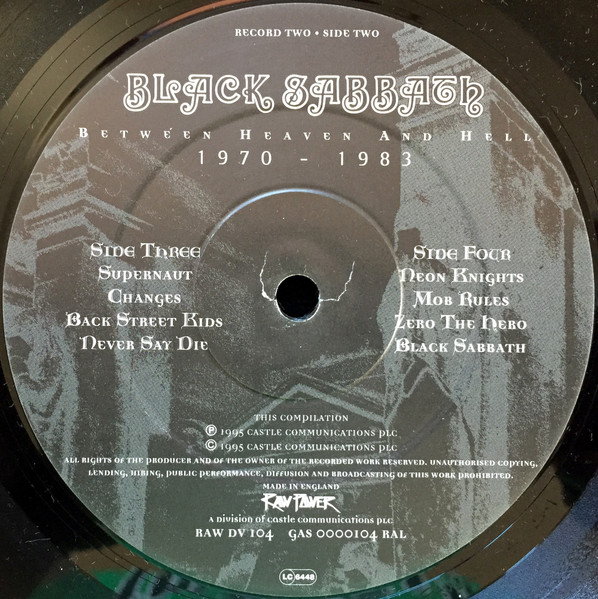 RECORD TWO • SIDE TWO
BLACK SABBATH
BETWEEN HEAVEN AND HELL
1970 - 1983
SIDE THREE
SUPERNAUT
CHANGES
BACK STREET KIDS
NEVER SAY DIE
SIDE FOUR
NEON KNIGHTS
MOB RULES
ZERO THE HERO
BLACK SABBATH
THIS COMPILATION
Ⓟ 1995 CASTLE COMMUNICATIONS PLC
© 1995 CASTLE COMMUNICATIONS PLC
ALL RIGHTS OF THE PRODUCER AND OF THE OWNER OF THE RECORDED WORK RESERVED. UNAUTHORISED COPYING,
LENDING, HIRING, PUBLIC PERFORMANCE, DIFFUSION AND BROADCASTING OF THIS WORK PROHIBITED.
MADE IN ENGLAND
RAW POWER
A DIVISION OF CASTLE COMMUNICATIONS PLC
RAW DV 104 GAS 0000104 RAL
LC 6448